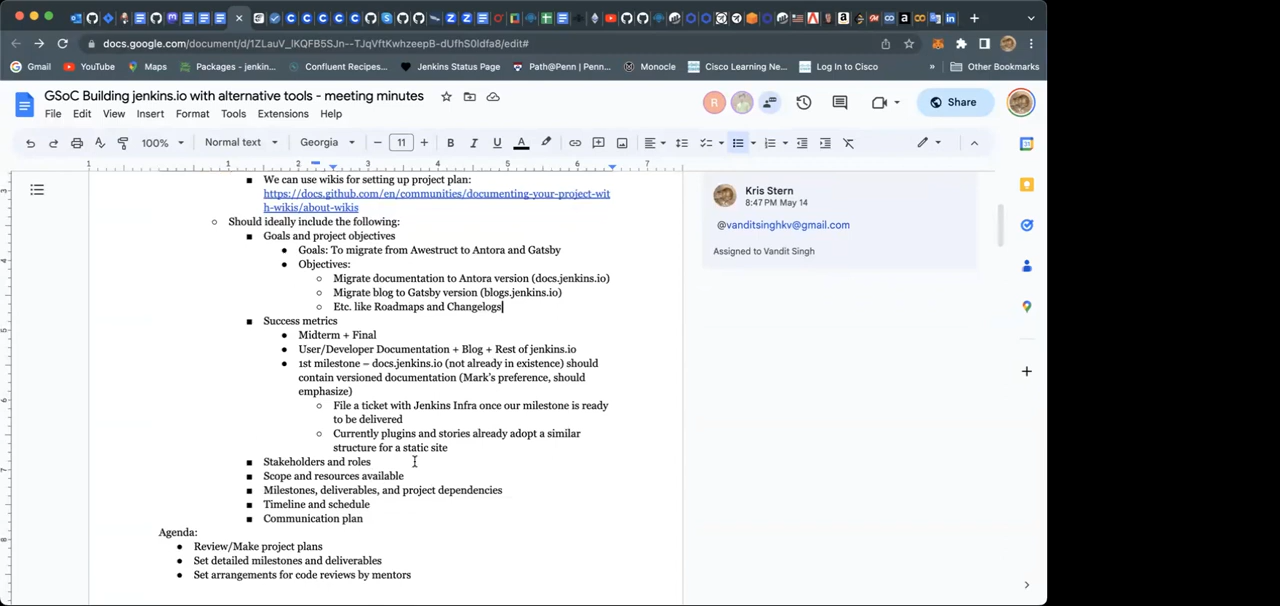 docs.google.com/document/d/1ZLauV_lKQFB5SJn--TJqVftKwhzeepB-dUfhS0ldfa8/edit#
Gmail YouTube Maps Packages - jenkin... Confluent Recipes... Jenkins Status Page Path@Penn | Penn... Monocle Cisco Learning Ne... Log In to Cisco » Other Bookmarks
GSoC Building jenkins.io with alternative tools - meeting minutes
R
Share
File Edit View Insert Format Tools Extensions Help
100% Normal text Georgia 11 B I U A
1 1 2 3 4 5 6 7
We can use wikis for setting up project plan:
https://docs.github.com/en/communities/documenting-your-project-wit
h-wikis/about-wikis
Should ideally include the following:
Goals and project objectives
Goals: To migrate from Awestruct to Antora and Gatsby
Objectives:
Migrate documentation to Antora version (docs.jenkins.io)
Migrate blog to Gatsby version (blogs.jenkins.io)
Etc. like Roadmaps and Changelogs
Success metrics
Midterm + Final
User/Developer Documentation + Blog + Rest of jenkins.io
1st milestone – docs.jenkins.io (not already in existence) should
contain versioned documentation (Mark's preference, should
emphasize)
File a ticket with Jenkins Infra once our milestone is ready
to be delivered
Currently plugins and stories already adopt a similar
structure for a static site
Stakeholders and roles
Scope and resources available
Milestones, deliverables, and project dependencies
Timeline and schedule
Communication plan
Agenda:
Review/Make project plans
Set detailed milestones and deliverables
Set arrangements for code reviews by mentors
Kris Stern
8:47 PM May 14
@vanditsinghkv@gmail.com
Assigned to Vandit Singh